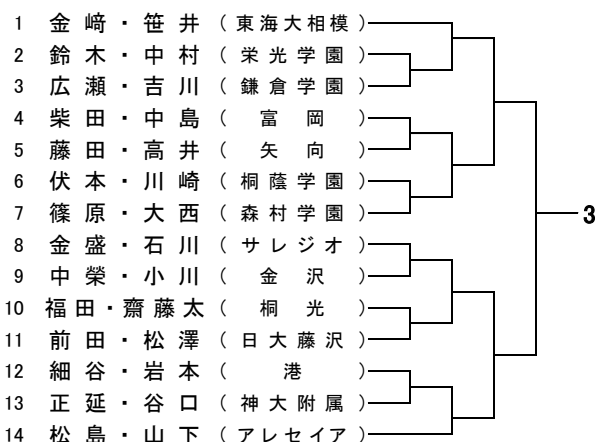 1 金﨑・笹井（東海大相模）
2 鈴木・中村（栄光学園）
3 広瀬・吉川（鎌倉学園）
4 柴田・中島（富岡）
5 藤田・高井（矢向）
6 伏本・川崎（桐蔭学園）
7 篠原・大西（森村学園）
3
8 金盛・石川（サレジオ）
9 中榮・小川（金沢）
10 福田・齋藤太（桐光）
11 前田・松澤（日大藤沢）
12 細谷・岩本（港）
13 正延・谷口（神大附属）
14 松島・山下（アレセイア）